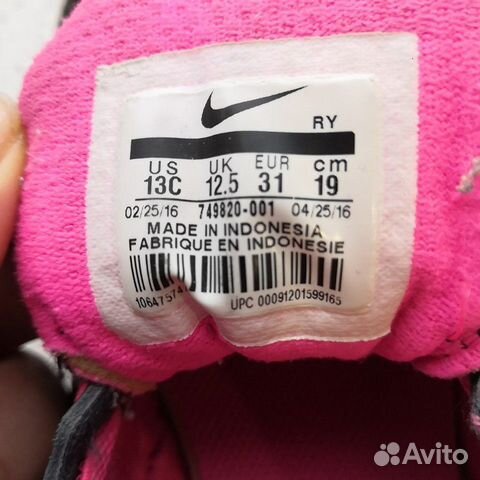 RY
US UK EUR cm
13C 12.5 31 19
02/25/16 749820-001 04/25/16
MADE IN INDONESIA
FABRIQUE EN INDONESIE
UPC 00091201599165
Avito